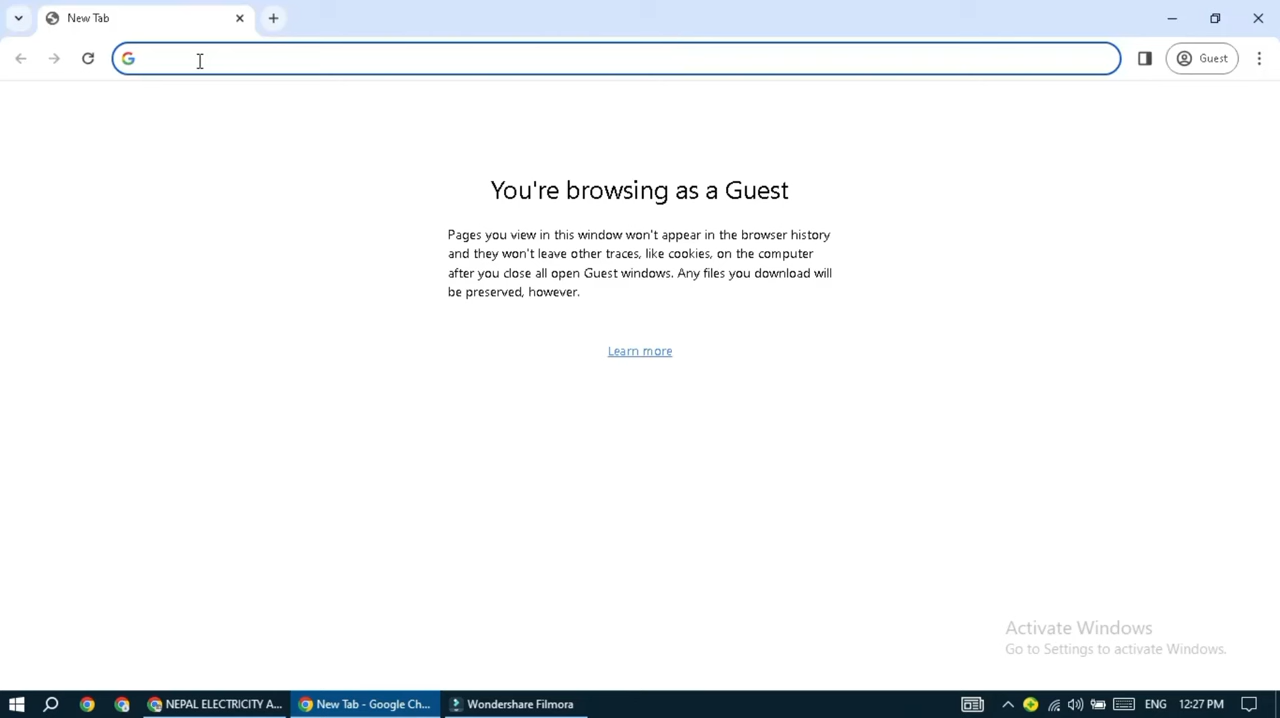 New Tab
Guest
You're browsing as a Guest
Pages you view in this window won't appear in the browser history
and they won't leave other traces, like cookies, on the computer
after you close all open Guest windows. Any files you download will
be preserved, however.
Learn more
Activate Windows
Go to Settings to activate Windows.
NEPAL ELECTRICITY A...
New Tab - Google Ch...
Wondershare Filmora
ENG
12:27 PM